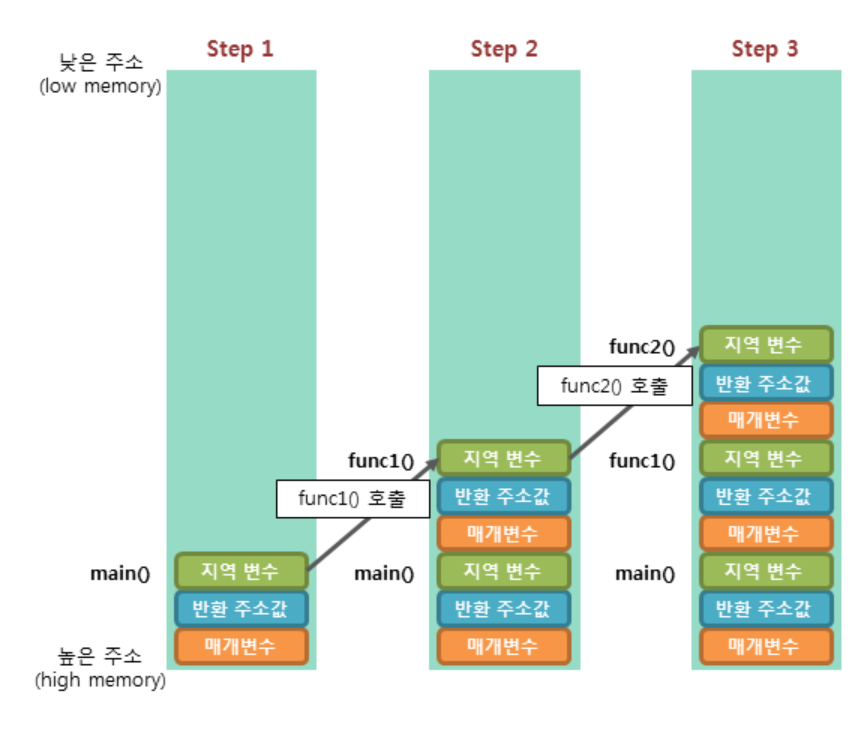 Step 1
Step 2
Step 3
낮은 주소
(low memory)
func2()
지역 변수
func2() 호출
반환 주소값
매개변수
func1()
지역 변수
func1()
지역 변수
func1() 호출
반환 주소값
반환 주소값
매개변수
매개변수
main()
지역 변수
main()
지역 변수
main()
지역 변수
반환 주소값
반환 주소값
반환 주소값
매개변수
매개변수
매개변수
높은 주소
(high memory)